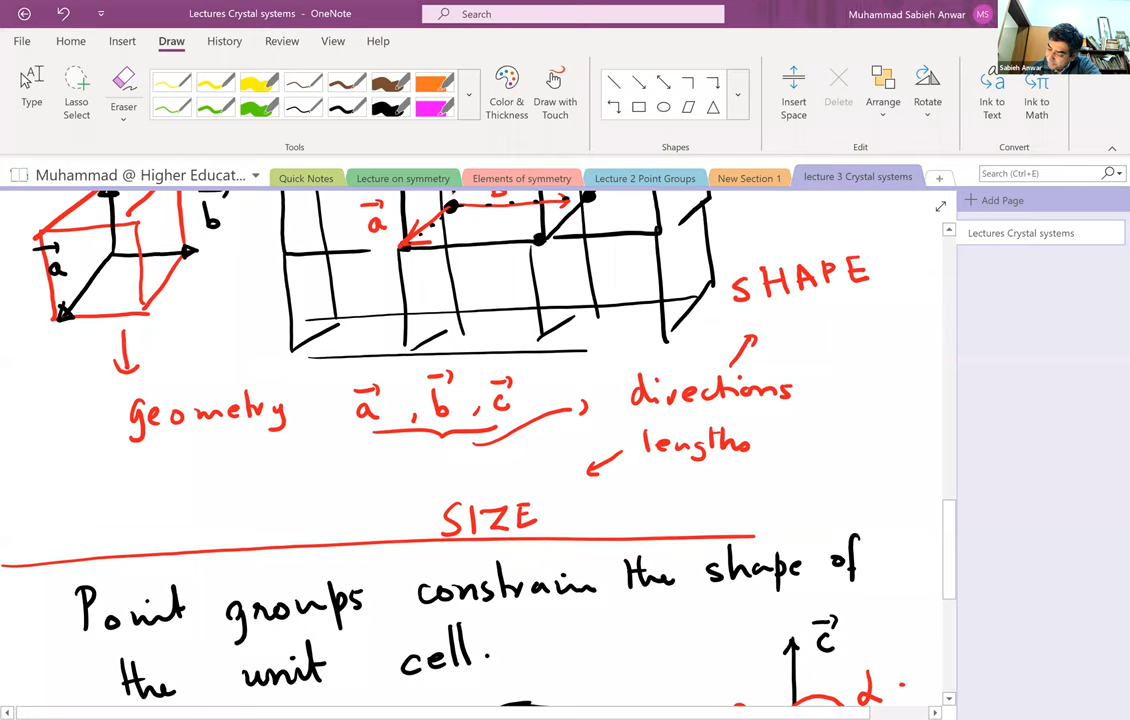 Lectures Crystal systems - OneNote
Search
Muhammad Sabieh Anwar
MS
File
Home
Insert
Draw
History
Review
View
Help
Sabieh Anwar
Type
Lasso Select
Eraser
Color & Thickness
Draw with Touch
Insert Space
Delete
Arrange
Rotate
Ink to Text
Ink to Math
Tools
Shapes
Edit
Convert
Muhammad @ Higher Educat...
Quick Notes
Lecture on symmetry
Elements of symmetry
Lecture 2 Point Groups
New Section 1
lecture 3 Crystal systems
Search (Ctrl+E)
Add Page
Lectures Crystal systems
b
a
a
SHAPE
geometry a, b, c, directions
lengths
SIZE
Point groups constrain the shape of
the unit cell.
c
α